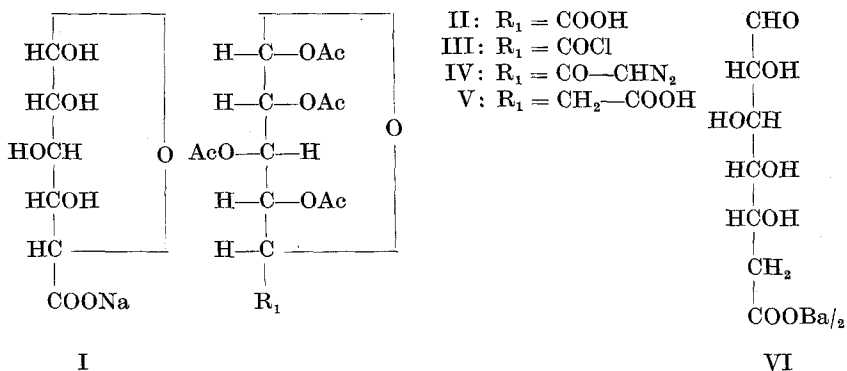 HCOH
HCOH
HOCH
O
HCOH
HC
COONa
I
H—C—OAc
H—C—OAc
O
AcO—C—H
H—C—OAc
H—C
R₁
II: R₁ = COOH
III: R₁ = COCl
IV: R₁ = CO—CHN₂
V: R₁ = CH₂—COOH
CHO
HCOH
HOCH
HCOH
HCOH
CH₂
COOBa/₂
VI